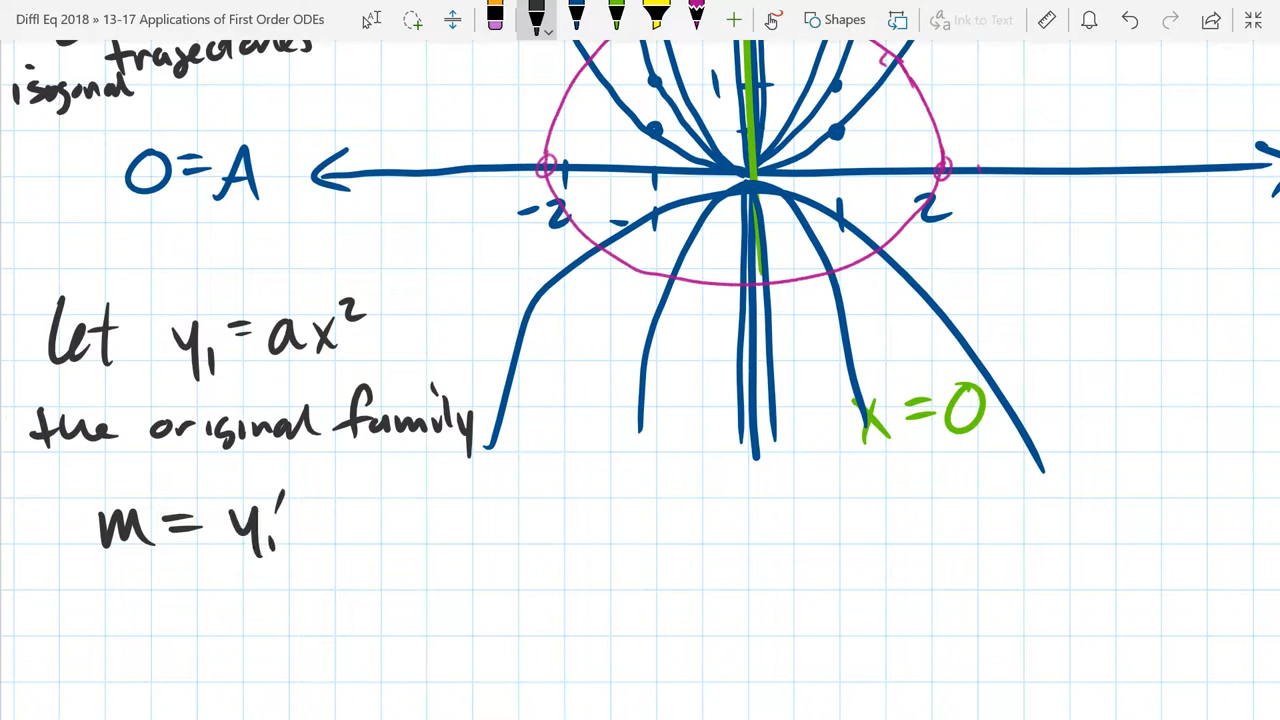 Diffl Eq 2018 » 13-17 Applications of First Order ODEs
Shapes
Ink to Text
trajectories
isogonal
1
0 = A
-2 -1 1 2
Let y₁ = ax²
the original family
x = 0
m = y₁'